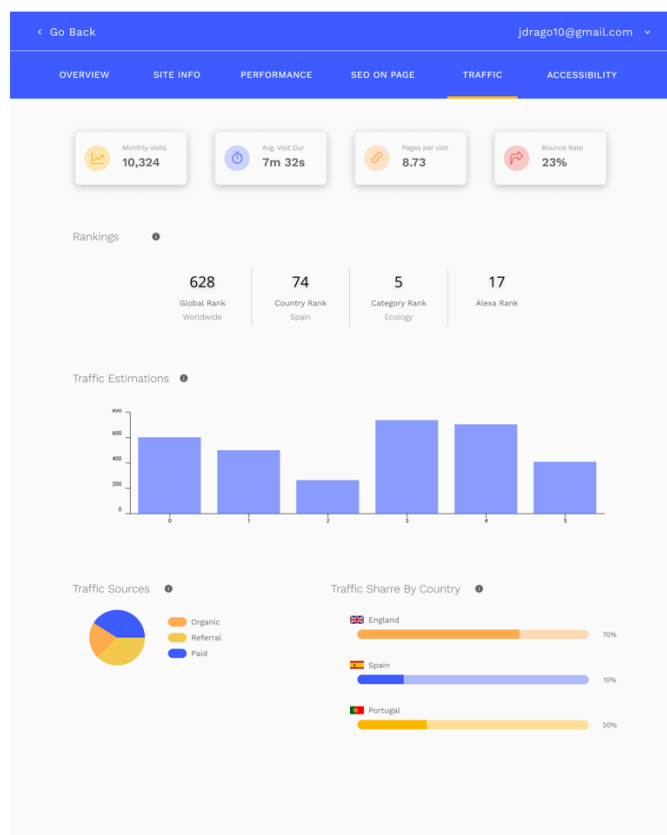 Go Back
jdrago10@gmail.com
OVERVIEW SITE INFO PERFORMANCE SEO ON PAGE TRAFFIC ACCESSIBILITY
Monthly visits
10,324
Avg. Visit Dur
7m 32s
Pages per visit
8.73
Bounce Rate
23%
Rankings
628
Global Rank
Worldwide
74
Country Rank
Spain
5
Category Rank
Ecology
17
Alexa Rank
Traffic Estimations
800
600
400
200
0
0 1 2 3 4 5
Traffic Sources
Organic
Referral
Paid
Traffic Sharre By Country
England
70%
Spain
10%
Portugal
20%